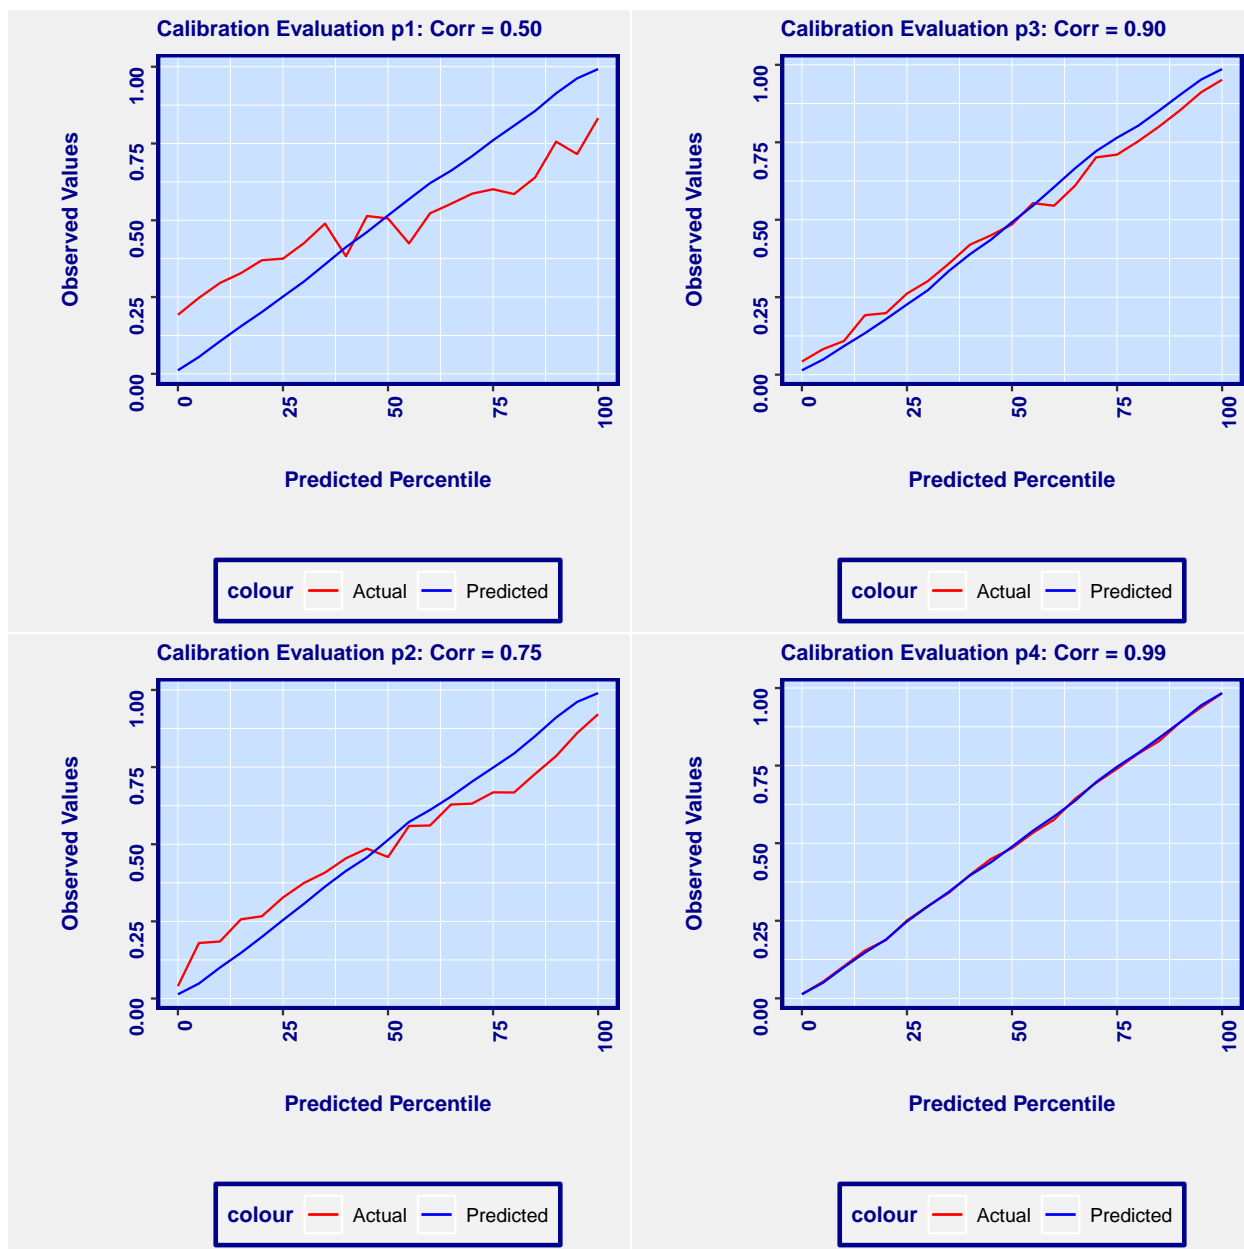 Calibration Evaluation p1: Corr = 0.50
Observed Values
1.00
0.75
0.50
0.25
0.00
0
25
50
75
100
Predicted Percentile
colour Actual Predicted
Calibration Evaluation p3: Corr = 0.90
Observed Values
1.00
0.75
0.50
0.25
0.00
0
25
50
75
100
Predicted Percentile
colour Actual Predicted
Calibration Evaluation p2: Corr = 0.75
Observed Values
1.00
0.75
0.50
0.25
0.00
0
25
50
75
100
Predicted Percentile
colour Actual Predicted
Calibration Evaluation p4: Corr = 0.99
Observed Values
1.00
0.75
0.50
0.25
0.00
0
25
50
75
100
Predicted Percentile
colour Actual Predicted